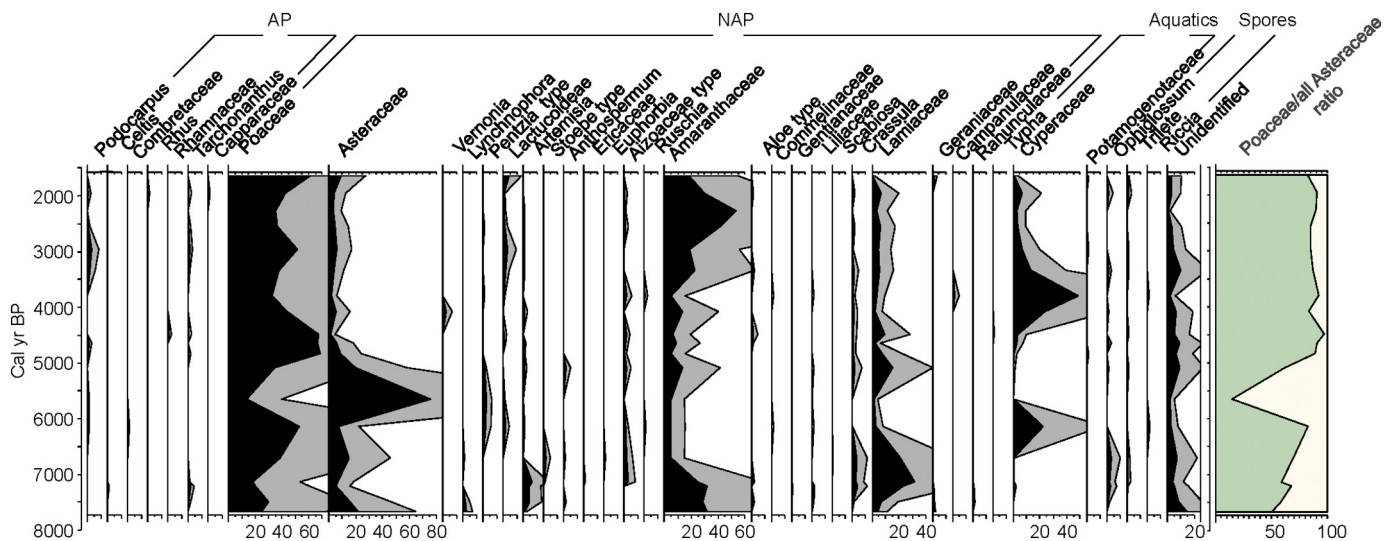 AP
NAP
Aquatics
Spores
Podocarpus
Celtis
Combretaceae
Rhus
Rhamnaceae
Tarchonanthus
Capparaceae
Poaceae
Asteraceae
Vernonia
Lynchnophora
Pentzia type
Lactucoideae
Artemisia
Stoebe type
Anthospermum
Ericaceae
Euphorbia
Aizoaceae type
Ruschia
Amaranthaceae
Aloe type
Commelinaceae
Gentianaceae
Liliaceae
Scabiosa
Crassula
Lamiaceae
Geraniaceae
Campanulaceae
Rahunculaceae
Typha
Cyperaceae
Potamogenotaceae
Ophiglossum
Trilete
Riccia
Unidentified
Poaceae/all Asteraceae
ratio
Cal yr BP
2000
3000
4000
5000
6000
7000
8000
20 40 60 20 40 60 80 20 40 60 20 40 20 40 20 50 100